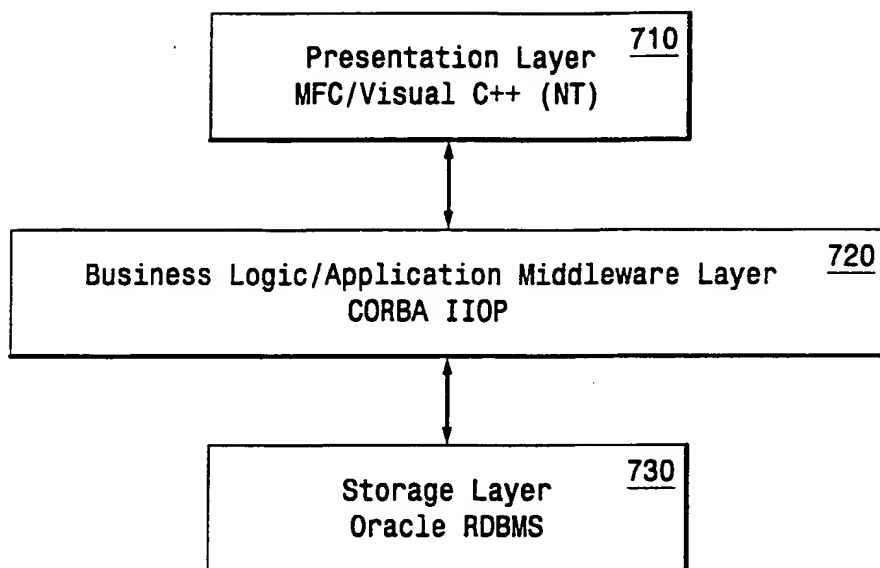 710
Presentation Layer
MFC/Visual C++ (NT)
720
Business Logic/Application Middleware Layer
CORBA IIOP
730
Storage Layer
Oracle RDBMS